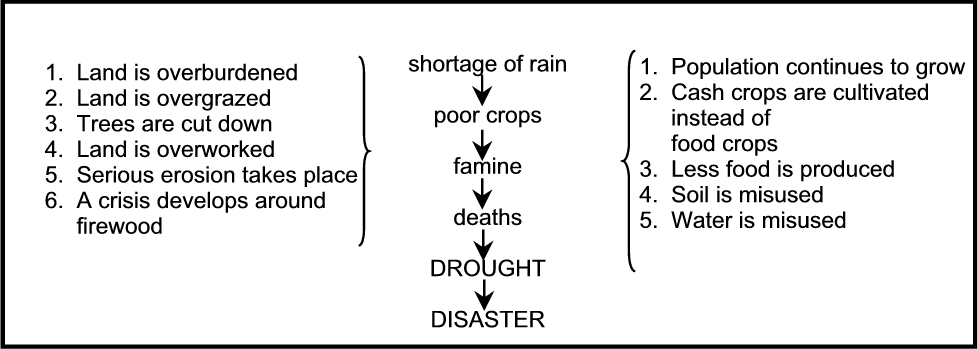 1. Land is overburdened
2. Land is overgrazed
3. Trees are cut down
4. Land is overworked
5. Serious erosion takes place
6. A crisis develops around
firewood
shortage of rain
poor crops
famine
deaths
DROUGHT
DISASTER
1. Population continues to grow
2. Cash crops are cultivated
instead of
food crops
3. Less food is produced
4. Soil is misused
5. Water is misused